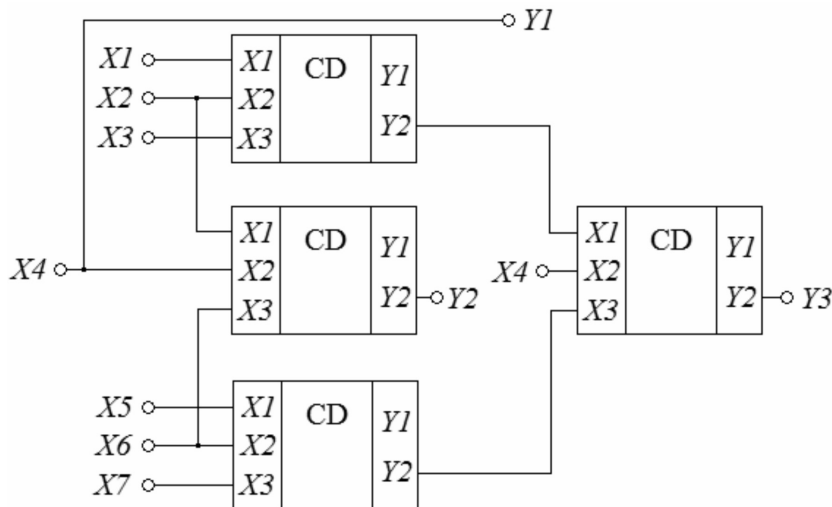 Y1
X1 X1 CD Y1
X2 X2 Y2
X3 X3
X4 X1 CD Y1
X2 Y2 Y2
X3
X4 X1 CD Y1
X2 Y2 Y3
X3
X5 X1 CD Y1
X6 X2 Y2
X7 X3